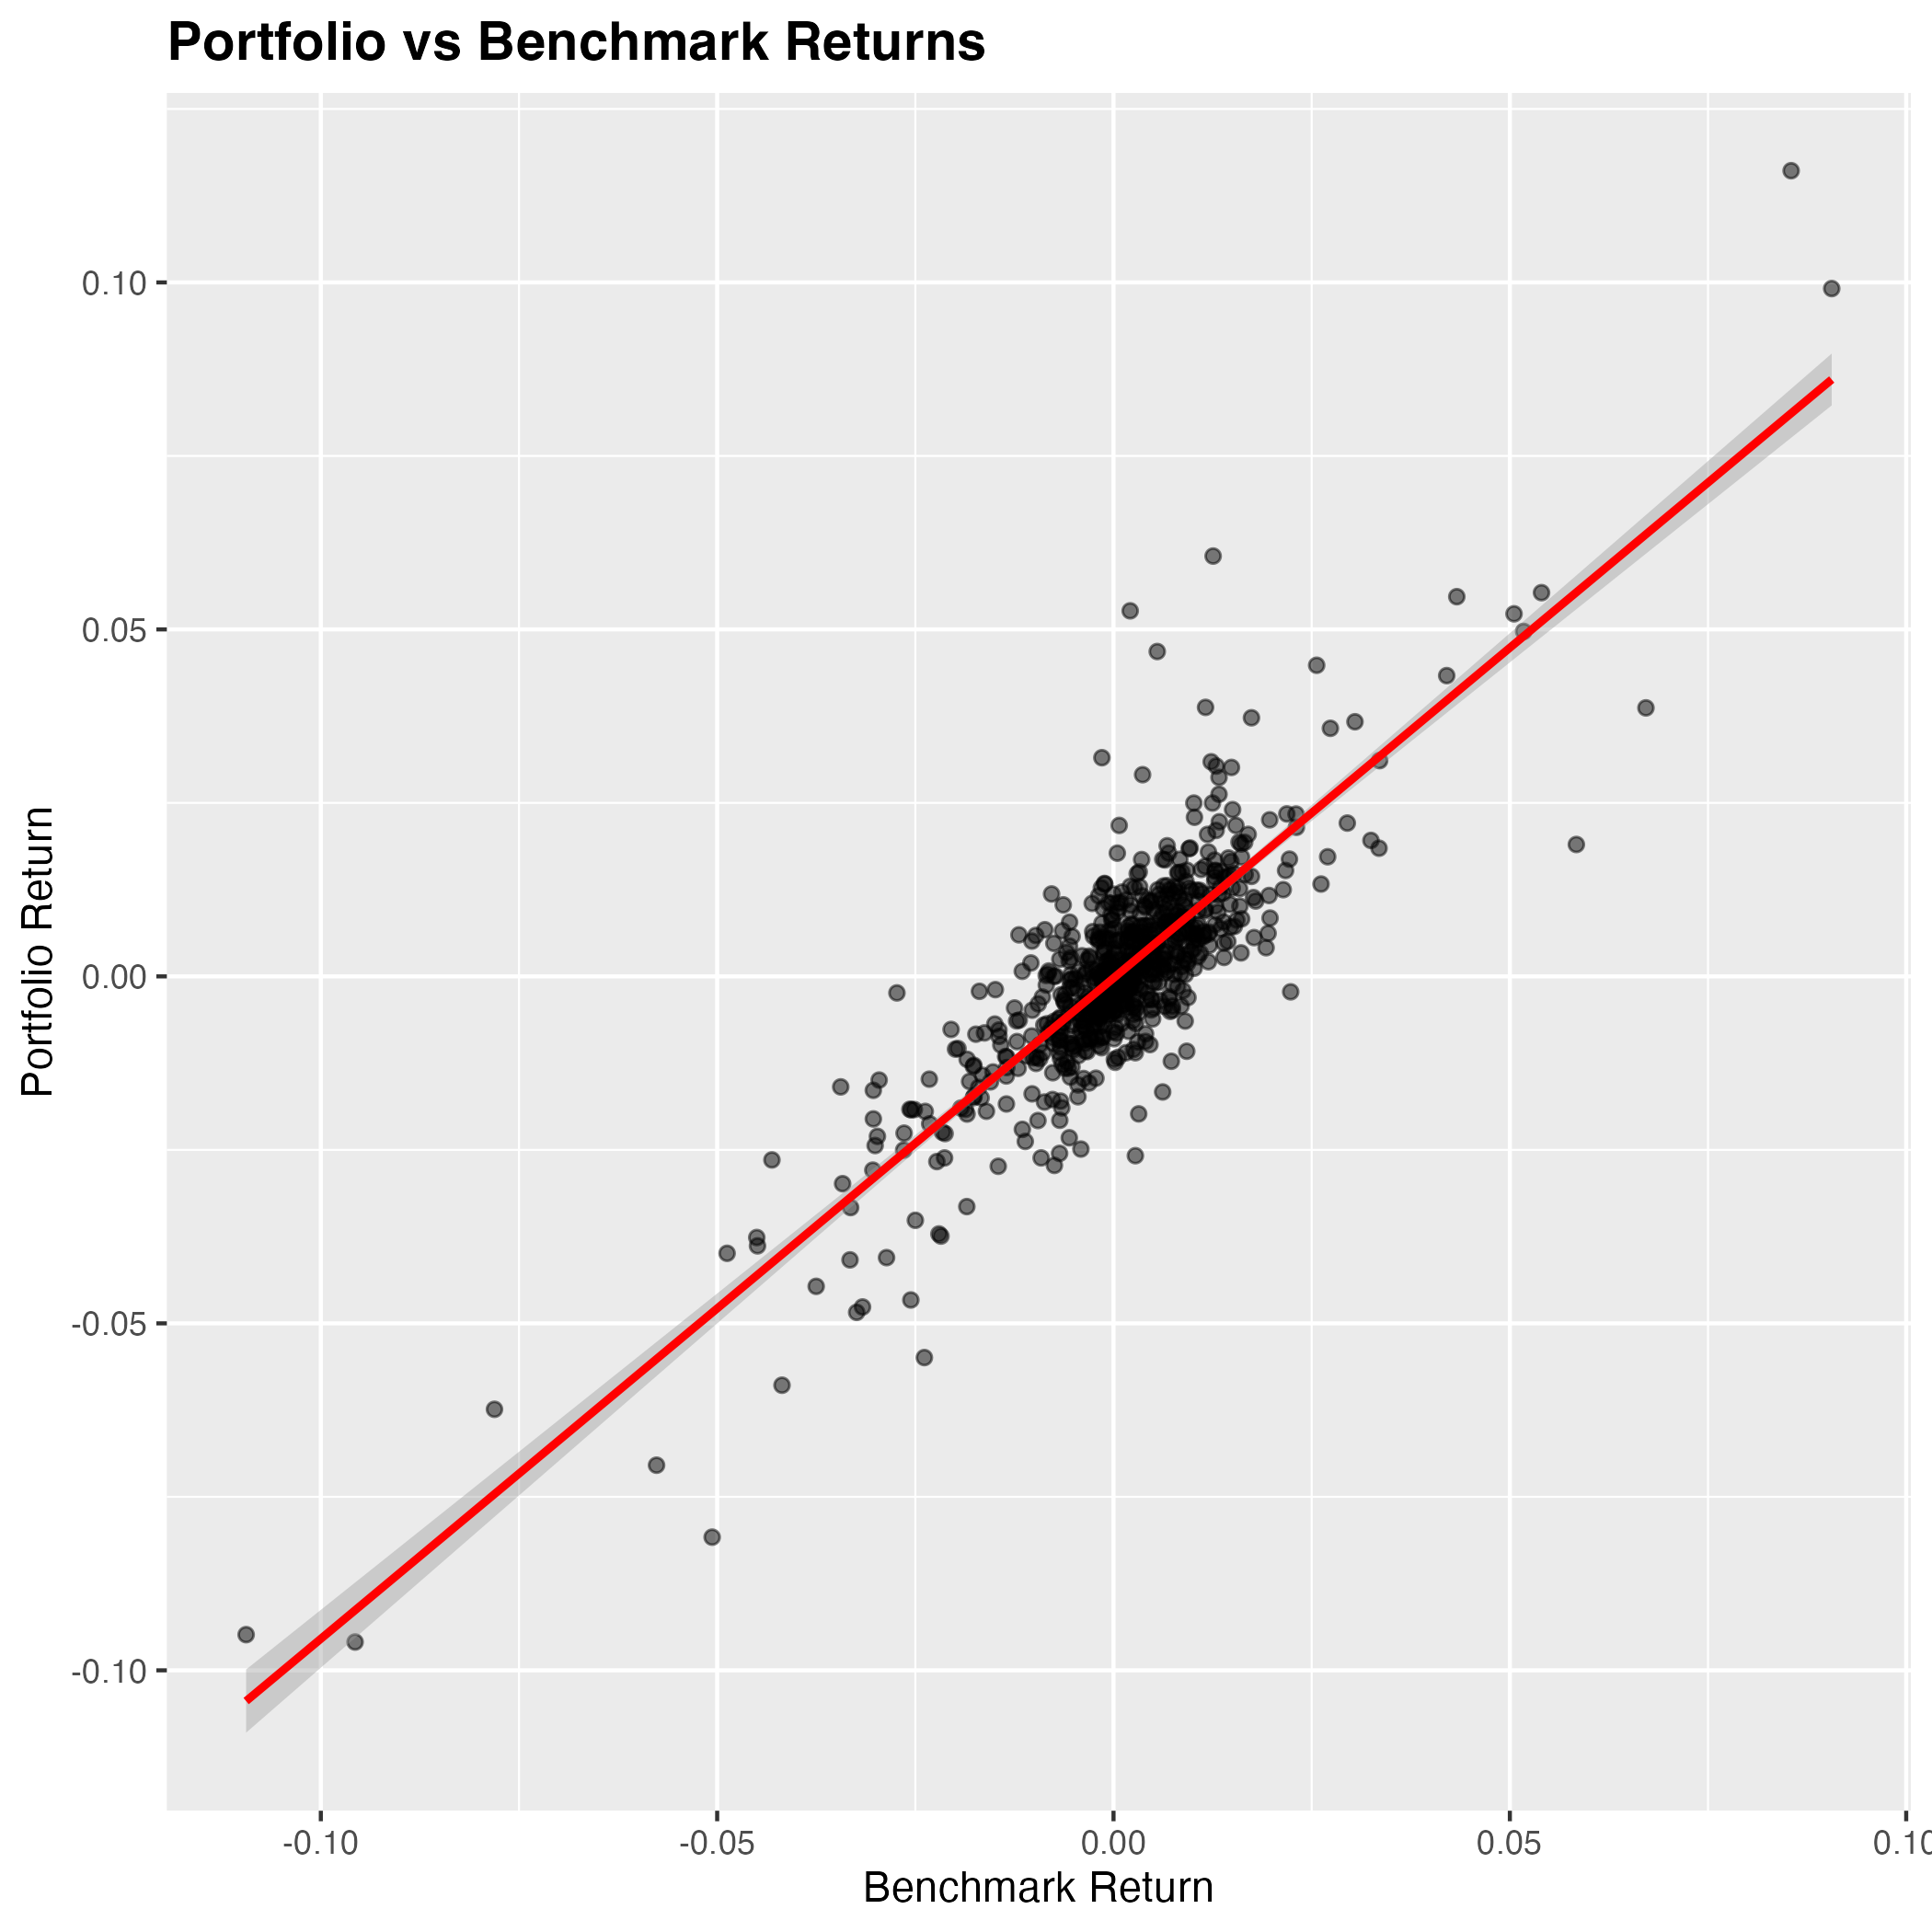 Portfolio vs Benchmark Returns
0.10
0.05
0.00
-0.05
-0.10
Portfolio Return
-0.10 -0.05 0.00 0.05 0.10
Benchmark Return